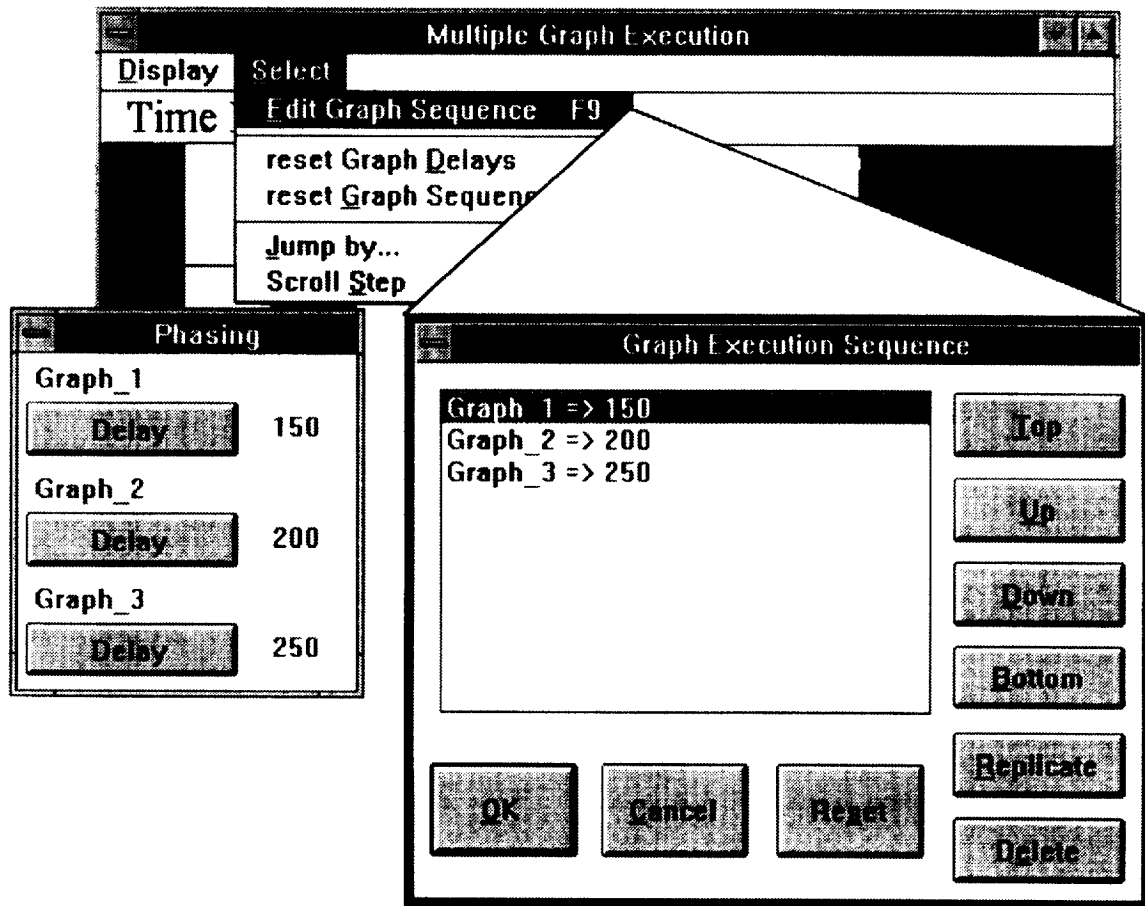 Multiple Graph Execution
Display Select
Time
Edit Graph Sequence F9
reset Graph Delays
reset Graph Sequenc
Jump by...
Scroll Step
Phasing
Graph_1
Delay 150
Graph_2
Delay 200
Graph_3
Delay 250
Graph Execution Sequence
Graph_1 => 150
Graph_2 => 200
Graph_3 => 250
Top
Up
Down
Bottom
Replicate
Delete
OK Cancel Reset